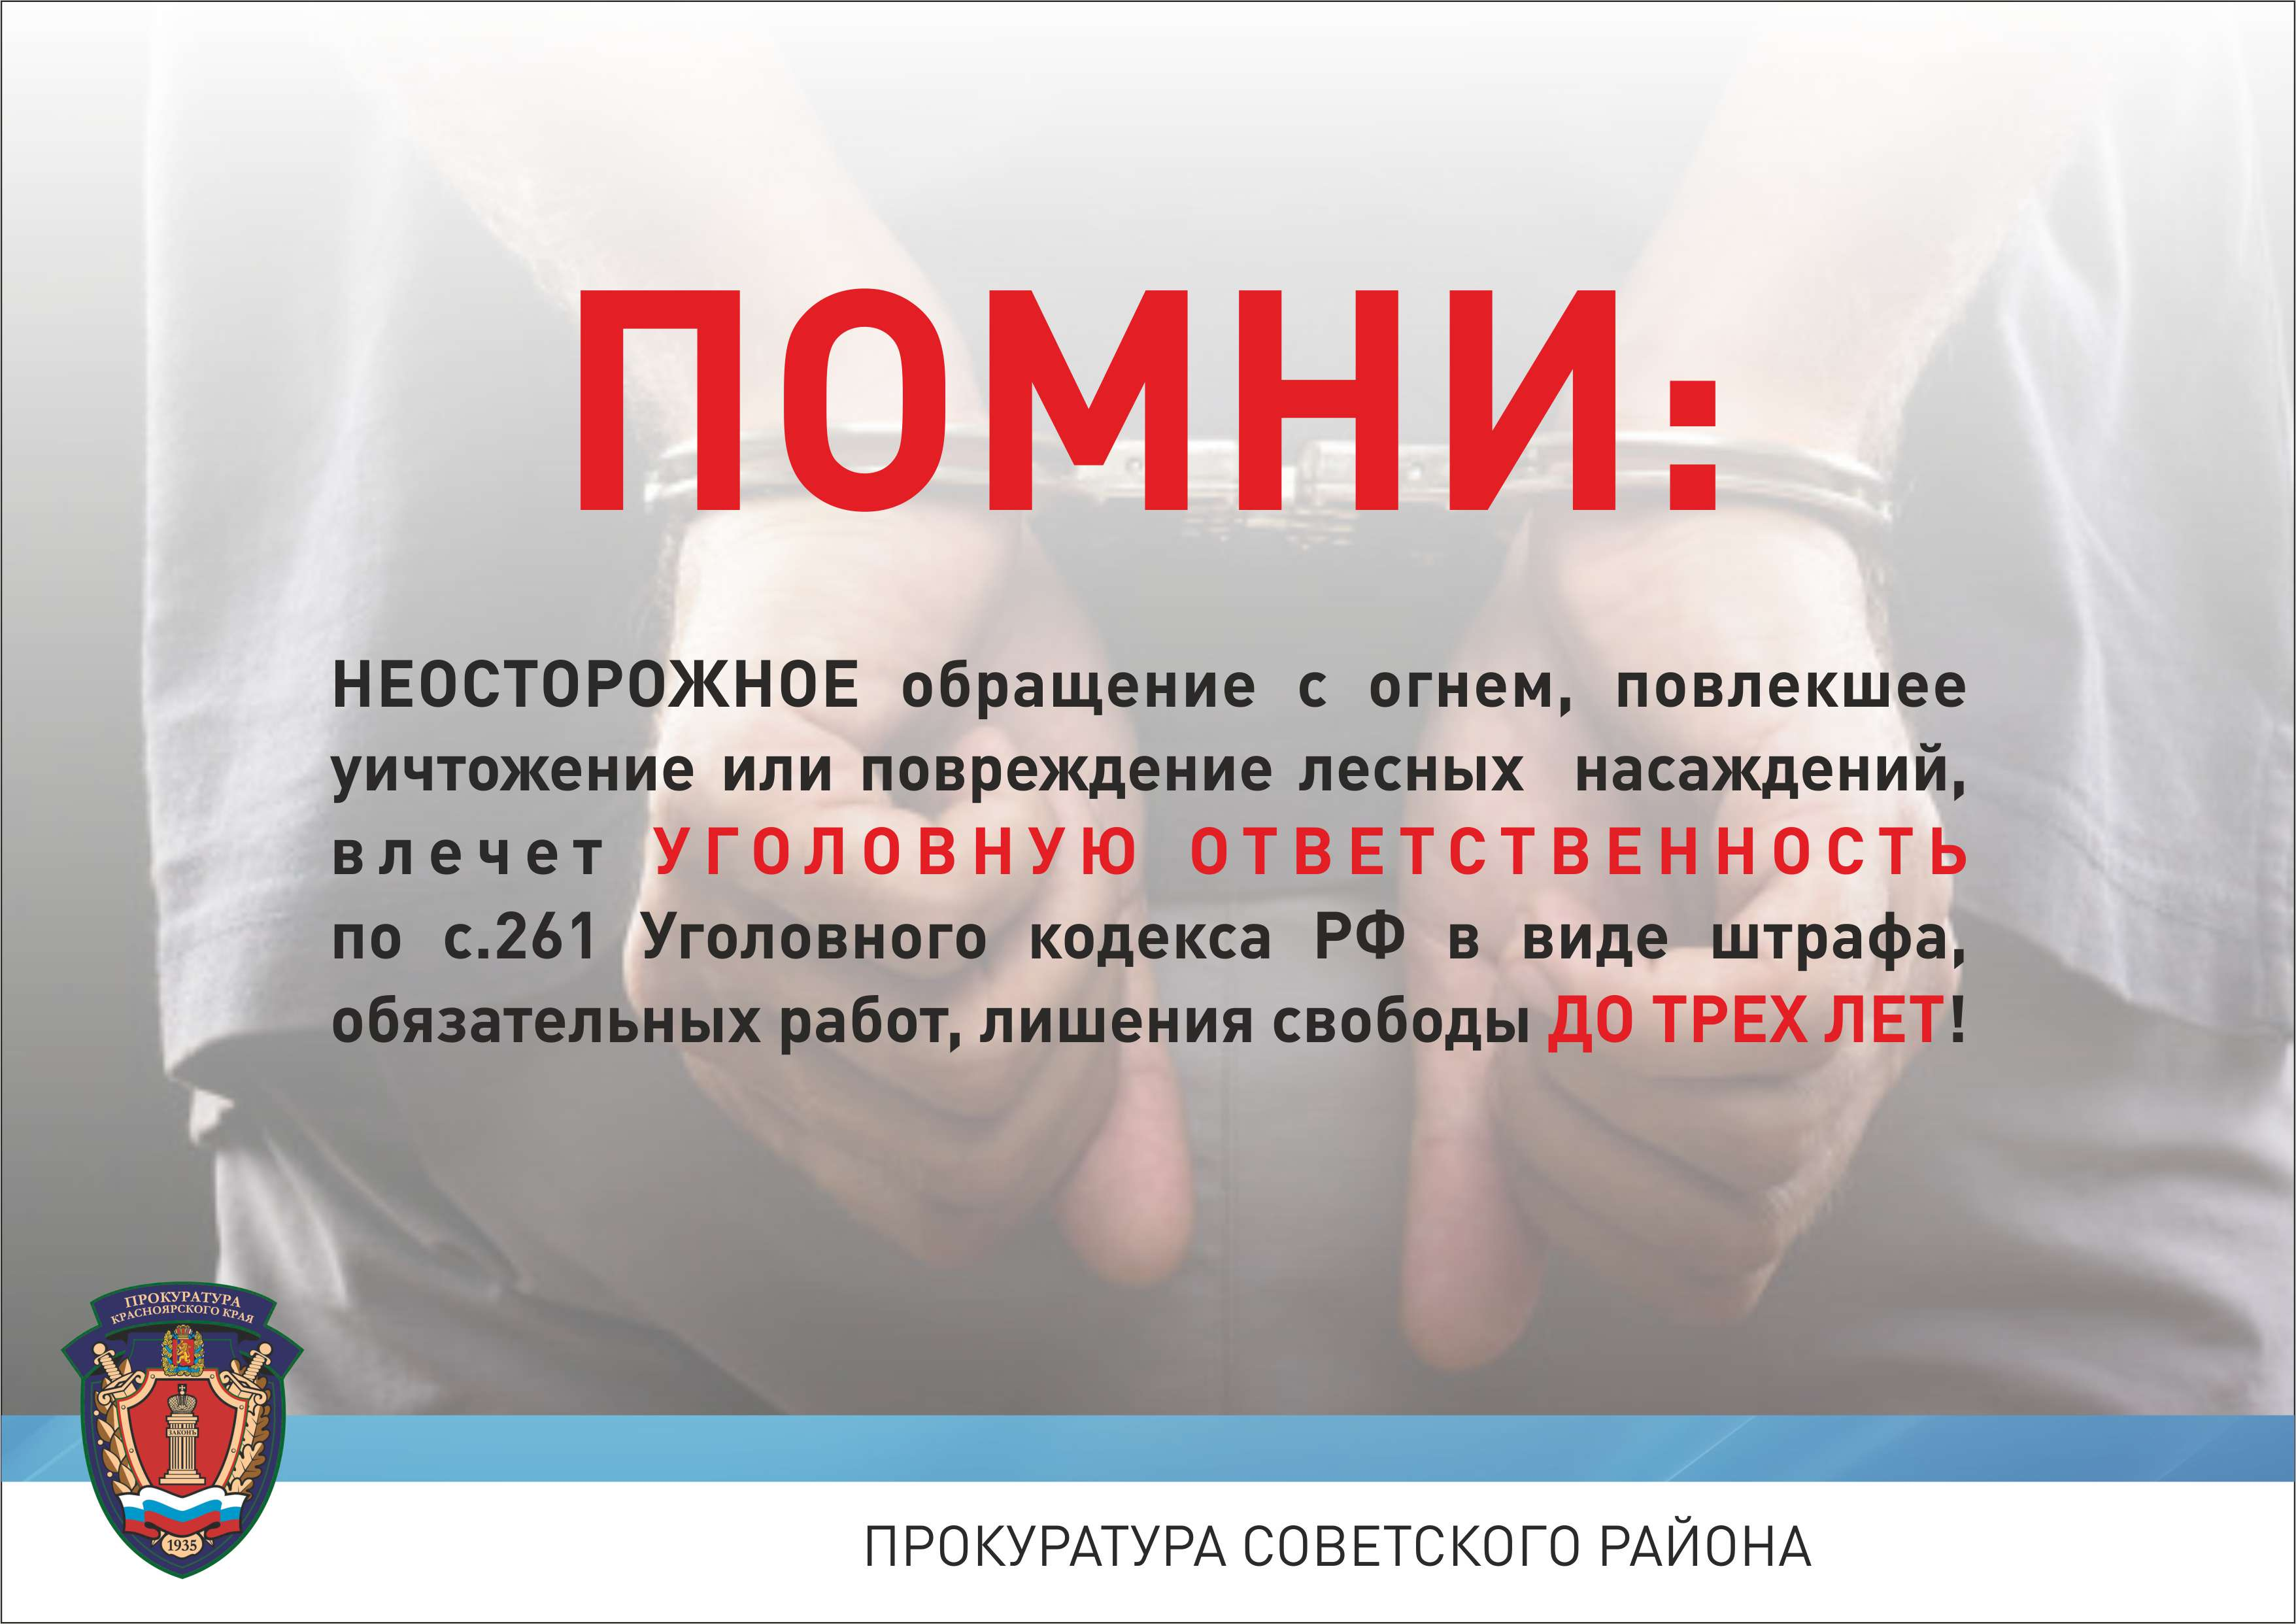 ПОМНИ:
НЕОСТОРОЖНОЕ обращение с огнем, повлекшее
уичтожение или повреждение лесных насаждений,
влечет УГОЛОВНУЮ ОТВЕТСТВЕННОСТЬ
по с.261 Уголовного кодекса РФ в виде штрафа,
обязательных работ, лишения свободы ДО ТРЕХ ЛЕТ!
ПРОКУРАТУРА
КРАСНОЯРСКОГО КРАЯ
ЗАКОНЪ
1935
ПРОКУРАТУРА СОВЕТСКОГО РАЙОНА